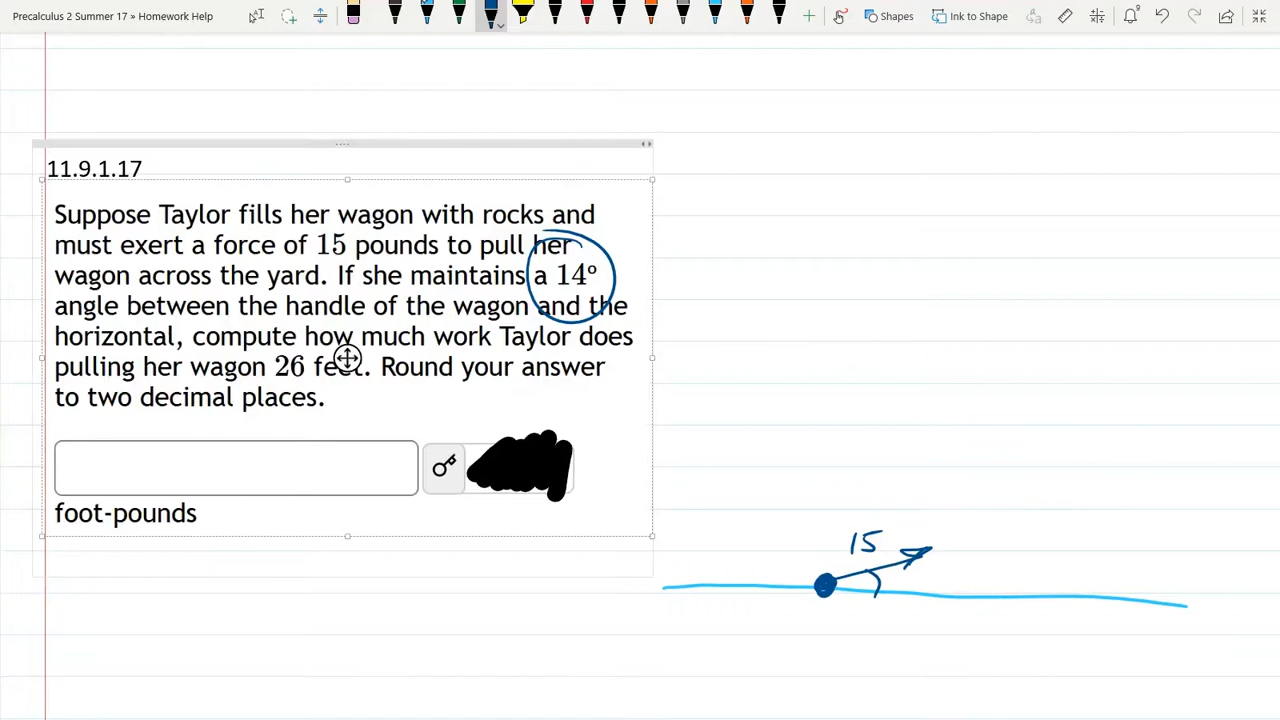 Precalculus 2 Summer 17 » Homework Help
Shapes
Ink to Shape
11.9.1.17
Suppose Taylor fills her wagon with rocks and
must exert a force of 15 pounds to pull her
wagon across the yard. If she maintains a 14°
angle between the handle of the wagon and the
horizontal, compute how much work Taylor does
pulling her wagon 26 feet. Round your answer
to two decimal places.
foot-pounds
15